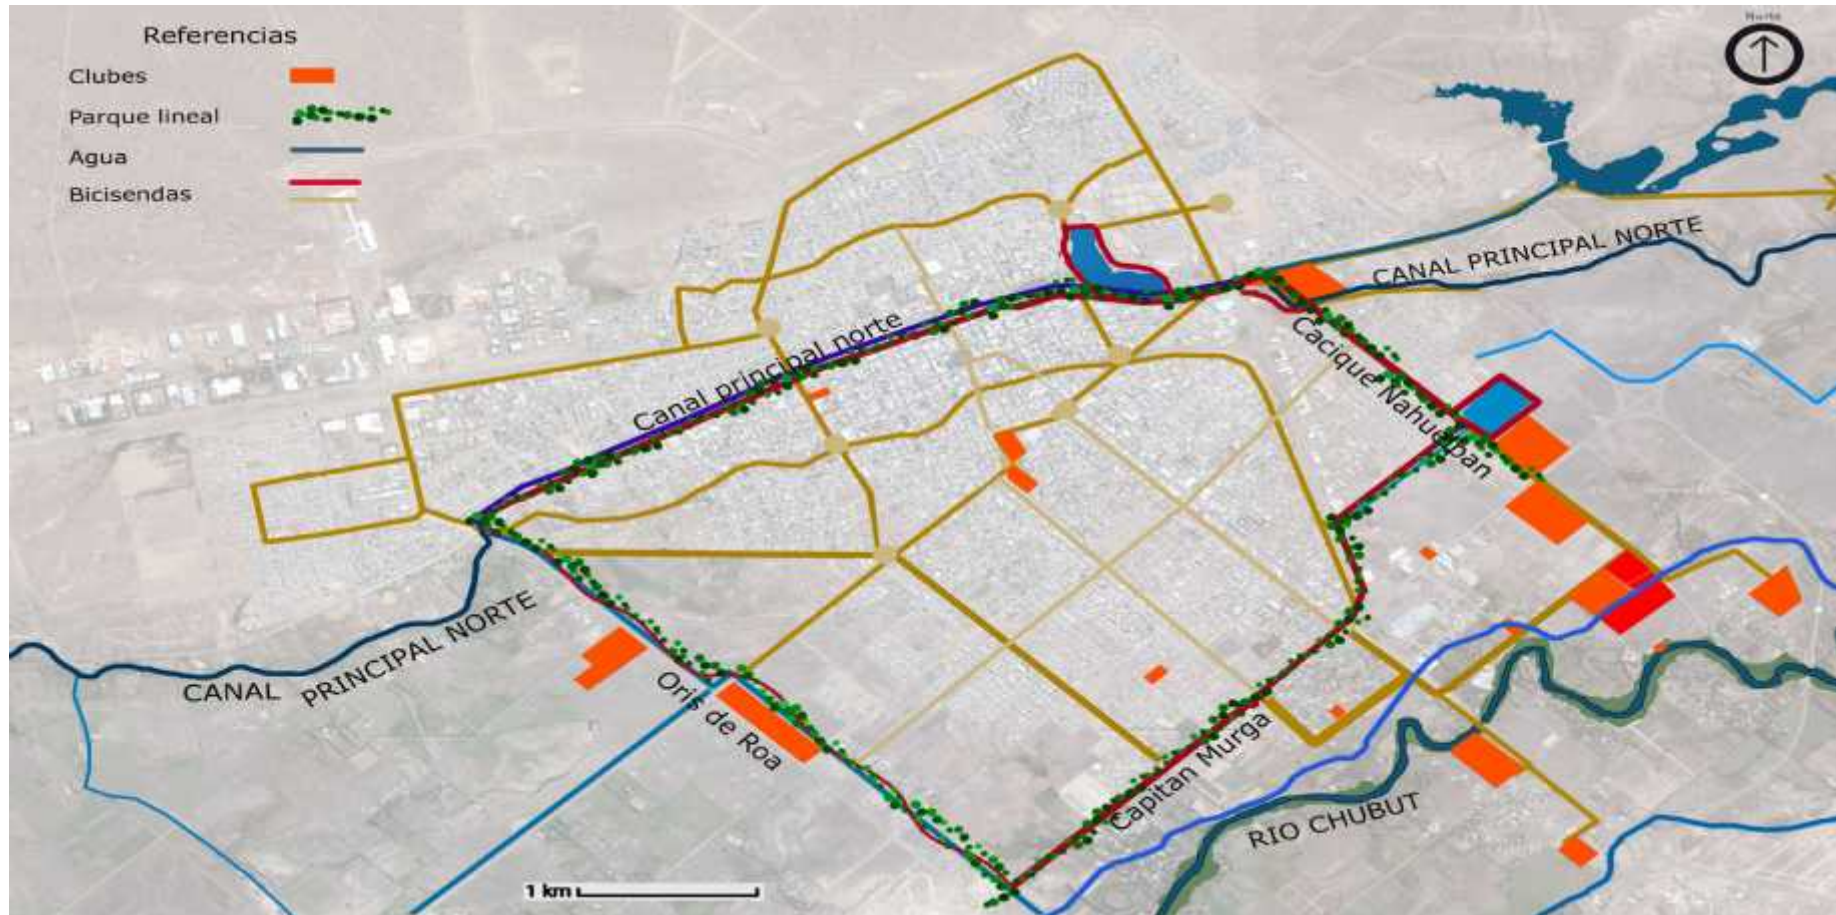 Referencias
Clubes
Parque lineal
Agua
Bicisendas
Norte
CANAL PRINCIPAL NORTE
Canal principal norte
Cacique Nahuelpan
CANAL PRINCIPAL NORTE
Oris de Roa
Capitan Murga
RIO CHUBUT
1 km